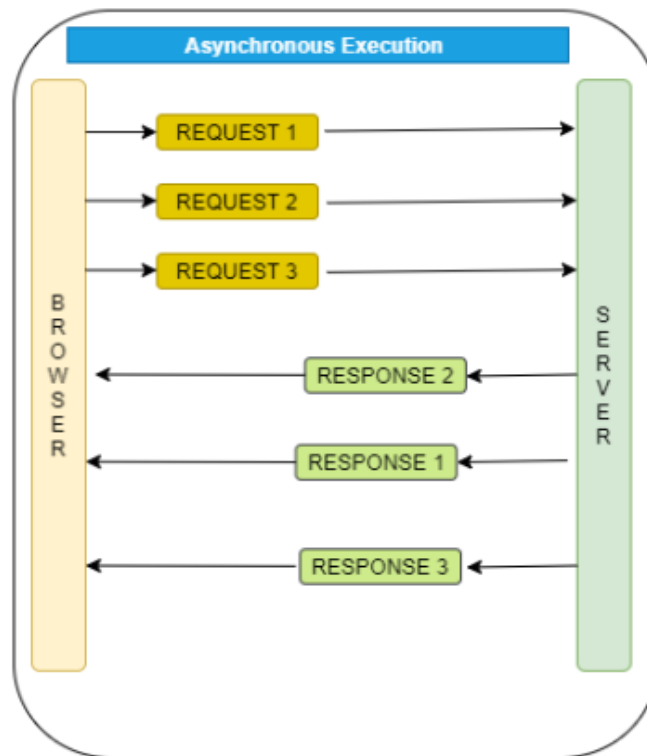 Asynchronous Execution
REQUEST 1
REQUEST 2
REQUEST 3
BROWSER
SERVER
RESPONSE 2
RESPONSE 1
RESPONSE 3